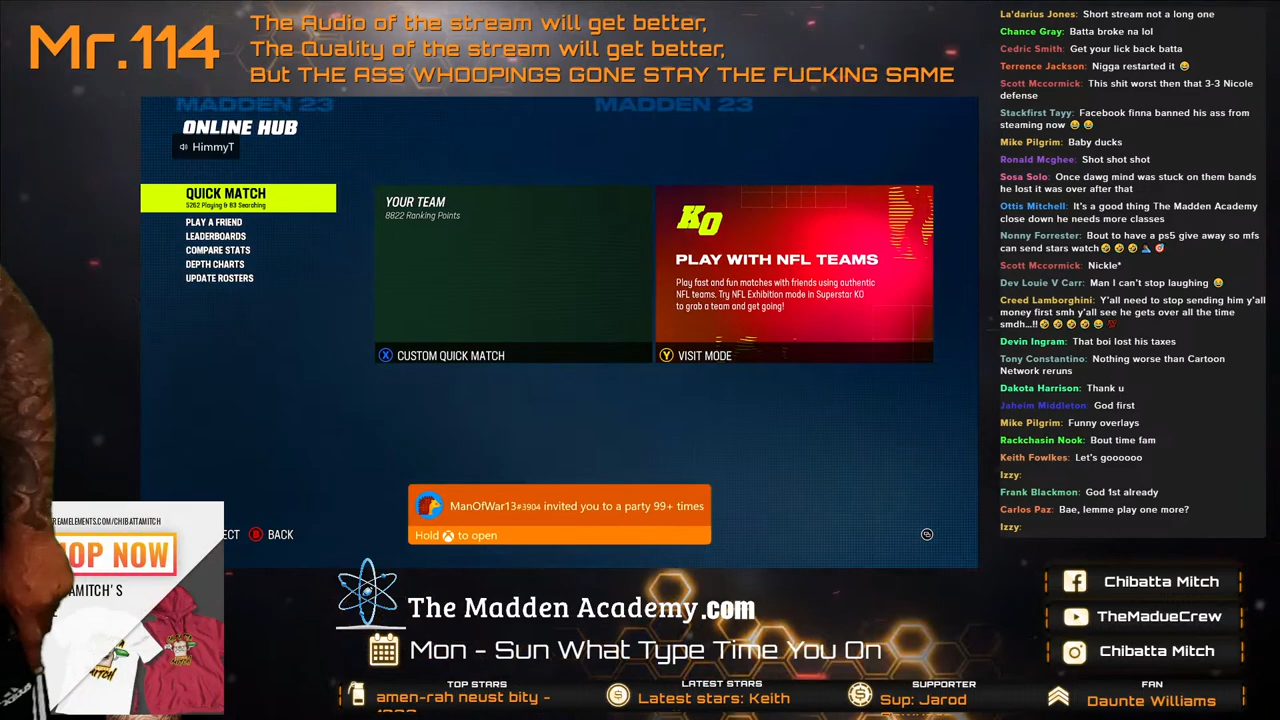 Mr.114
The Audio of the stream will get better,
The Quality of the stream will get better,
But THE ASS WHOOPINGS GONE STAY THE FUCKING SAME
MADDEN 23
MADDEN 23
ONLINE HUB
HimmyT
QUICK MATCH
5262 Playing & 83 Searching
PLAY A FRIEND
LEADERBOARDS
COMPARE STATS
DEPTH CHARTS
UPDATE ROSTERS
YOUR TEAM
8822 Ranking Points
X CUSTOM QUICK MATCH
KO
PLAY WITH NFL TEAMS
Play fast and fun matches with friends using authentic
NFL teams. Try NFL Exhibition mode in Superstar KO
to grab a team and get going!
Y VISIT MODE
ManOfWar13#3904 invited you to a party 99+ times
Hold to open
ECT B BACK
REAMELEMENTS.COM/CHIBATTAMITCH
OP NOW
AMITCH'S
La'darius Jones: Short stream not a long one
Chance Gray: Batta broke na lol
Cedric Smith: Get your lick back batta
Terrence Jackson: Nigga restarted it 😂
Scott Mccormick: This shit worst then that 3-3 Nicole
defense
Stackfirst Tayy: Facebook finna banned his ass from
steaming now 😂 😂
Mike Pilgrim: Baby ducks
Ronald Mcghee: Shot shot shot
Sosa Solo: Once dawg mind was stuck on them bands
he lost it was over after that
Ottis Mitchell: It's a good thing The Madden Academy
close down he needs more classes
Nonny Forrester: Bout to have a ps5 give away so mfs
can send stars watch
Scott Mccormick: Nickle*
Dev Louie V Carr: Man I can't stop laughing 😂
Creed Lamborghini: Y'all need to stop sending him y'all
money first smh y'all see he gets over all the time
smdh...!!🤣 🤣 🤣 🤣 😂 💯
Devin Ingram: That boi lost his taxes
Tony Constantino: Nothing worse than Cartoon
Network reruns
Dakota Harrison: Thank u
Jaheim Middleton: God first
Mike Pilgrim: Funny overlays
Rackchasin Nook: Bout time fam
Keith Fowlkes: Let's goooooo
Izzy:
Frank Blackmon: God 1st already
Carlos Paz: Bae, lemme play one more?
Izzy:
The Madden Academy.com
Mon - Sun What Type Time You On
Chibatta Mitch
TheMadueCrew
Chibatta Mitch
TOP STARS
amen-rah neust bity -
LATEST STARS
Latest stars: Keith
SUPPORTER
Sup: Jarod
FAN
Daunte Williams